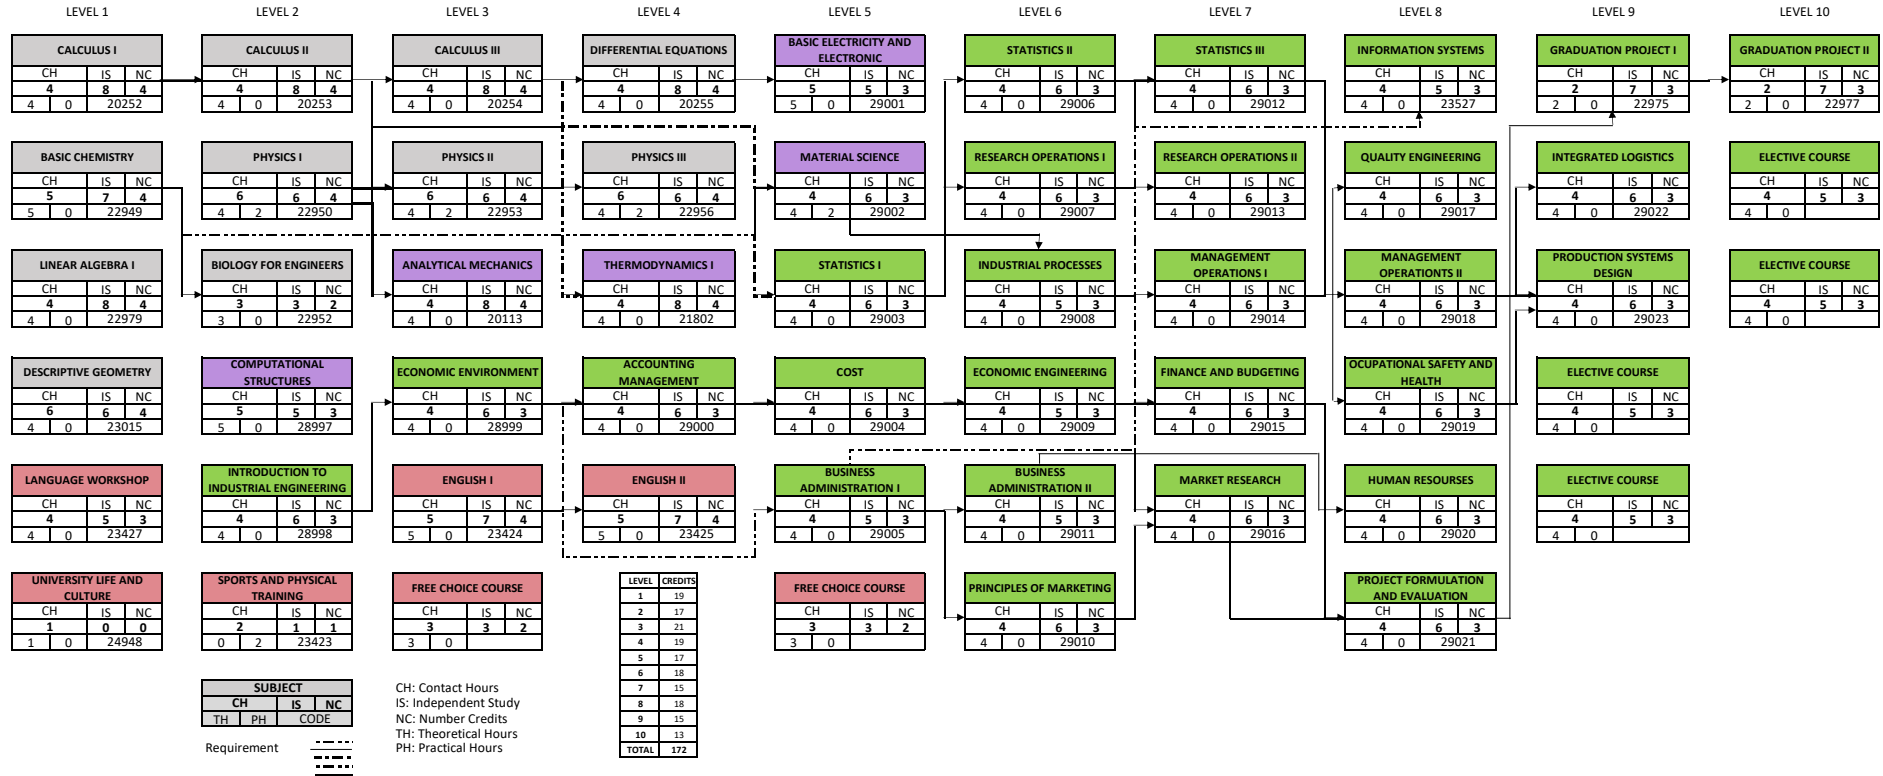 LEVEL 1 LEVEL 2 LEVEL 3 LEVEL 4 LEVEL 5 LEVEL 6 LEVEL 7 LEVEL 8 LEVEL 9 LEVEL 10
CALCULUS I
CH IS NC
4 8 4
4 0 20252
CALCULUS II
CH IS NC
4 8 4
4 0 20253
CALCULUS III
CH IS NC
4 8 4
4 0 20254
DIFFERENTIAL EQUATIONS
CH IS NC
4 8 4
4 0 20255
BASIC ELECTRICITY AND
ELECTRONIC
CH IS NC
5 5 3
5 0 29001
STATISTICS II
CH IS NC
4 6 3
4 0 29006
STATISTICS III
CH IS NC
4 6 3
4 0 29012
INFORMATION SYSTEMS
CH IS NC
4 5 3
4 0 23527
GRADUATION PROJECT I
CH IS NC
2 7 3
2 0 22975
GRADUATION PROJECT II
CH IS NC
2 7 3
2 0 22977
BASIC CHEMISTRY
CH IS NC
5 7 4
5 0 22949
PHYSICS I
CH IS NC
6 6 4
4 2 22950
PHYSICS II
CH IS NC
6 6 4
4 2 22953
PHYSICS III
CH IS NC
6 6 4
4 2 22956
MATERIAL SCIENCE
CH IS NC
4 6 3
4 2 29002
RESEARCH OPERATIONS I
CH IS NC
4 6 3
4 0 29007
RESEARCH OPERATIONS II
CH IS NC
4 6 3
4 0 29013
QUALITY ENGINEERING
CH IS NC
4 6 3
4 0 29017
INTEGRATED LOGISTICS
CH IS NC
4 6 3
4 0 29022
ELECTIVE COURSE
CH IS NC
4 5 3
4 0
LINEAR ALGEBRA I
CH IS NC
4 8 4
4 0 22979
BIOLOGY FOR ENGINEERS
CH IS NC
3 3 2
3 0 22952
ANALYTICAL MECHANICS
CH IS NC
4 8 4
4 0 20113
THERMODYNAMICS I
CH IS NC
4 8 4
4 0 21802
STATISTICS I
CH IS NC
4 6 3
4 0 29003
INDUSTRIAL PROCESSES
CH IS NC
4 5 3
4 0 29008
MANAGEMENT
OPERATIONS I
CH IS NC
4 6 3
4 0 29014
MANAGEMENT
OPERATIONTS II
CH IS NC
4 6 3
4 0 29018
PRODUCTION SYSTEMS
DESIGN
CH IS NC
4 6 3
4 0 29023
ELECTIVE COURSE
CH IS NC
4 5 3
4 0
DESCRIPTIVE GEOMETRY
CH IS NC
6 6 4
4 0 23015
COMPUTATIONAL
STRUCTURES
CH IS NC
5 5 3
5 0 28997
ECONOMIC ENVIRONMENT
CH IS NC
4 6 3
4 0 28999
ACCOUNTING
MANAGEMENT
CH IS NC
4 6 3
4 0 29000
COST
CH IS NC
4 6 3
4 0 29004
ECONOMIC ENGINEERING
CH IS NC
4 5 3
4 0 29009
FINANCE AND BUDGETING
CH IS NC
4 6 3
4 0 29015
OCUPATIONAL SAFETY AND
HEALTH
CH IS NC
4 6 3
4 0 29019
ELECTIVE COURSE
CH IS NC
4 5 3
4 0
LANGUAGE WORKSHOP
CH IS NC
4 5 3
4 0 23427
INTRODUCTION TO
INDUSTRIAL ENGINEERING
CH IS NC
4 6 3
4 0 28998
ENGLISH I
CH IS NC
5 7 4
5 0 23424
ENGLISH II
CH IS NC
5 7 4
5 0 23425
BUSINESS
ADMINISTRATION I
CH IS NC
4 5 3
4 0 29005
BUSINESS
ADMINISTRATION II
CH IS NC
4 5 3
4 0 29011
MARKET RESEARCH
CH IS NC
4 6 3
4 0 29016
HUMAN RESOURSES
CH IS NC
4 6 3
4 0 29020
ELECTIVE COURSE
CH IS NC
4 5 3
4 0
UNIVERSITY LIFE AND
CULTURE
CH IS NC
1 0 0
1 0 24948
SPORTS AND PHYSICAL
TRAINING
CH IS NC
2 1 1
0 2 23423
FREE CHOICE COURSE
CH IS NC
3 3 2
3 0
LEVEL CREDITS
1 19
2 17
3 21
4 19
5 17
6 18
7 15
8 18
9 15
10 13
TOTAL 172
FREE CHOICE COURSE
CH IS NC
3 3 2
3 0
PRINCIPLES OF MARKETING
CH IS NC
4 6 3
4 0 29010
PROJECT FORMULATION
AND EVALUATION
CH IS NC
4 6 3
4 0 29021
SUBJECT
CH IS NC
TH PH CODE
Requirement
CH: Contact Hours
IS: Independent Study
NC: Number Credits
TH: Theoretical Hours
PH: Practical Hours